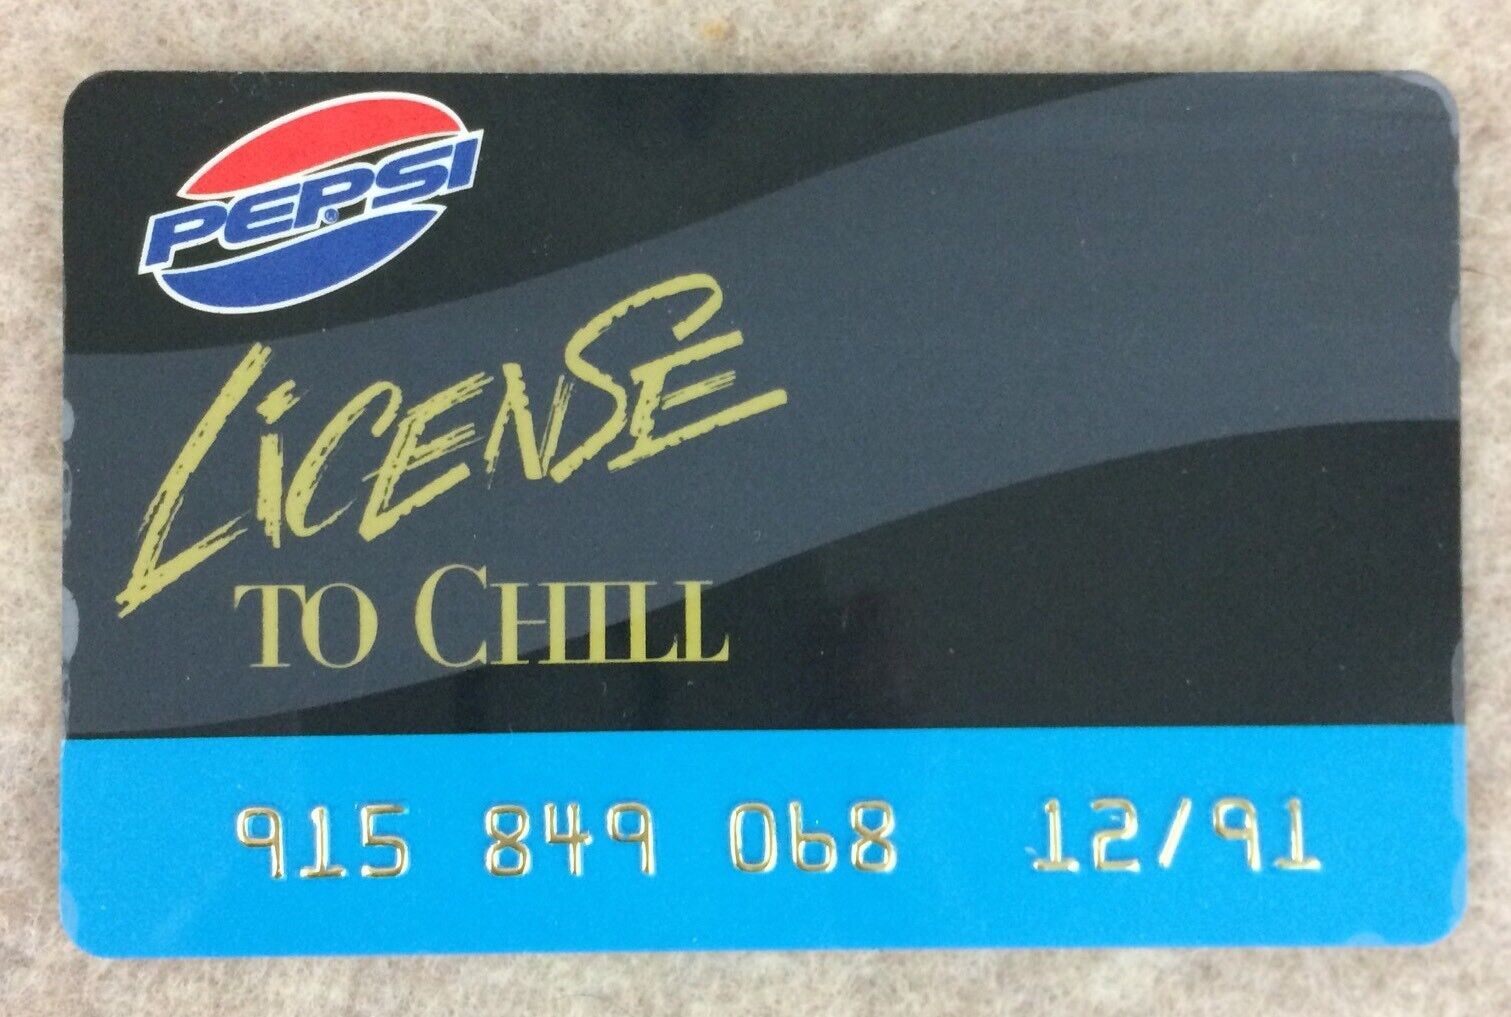 PEPSI
LICENSE
TO CHILL
915 849 068 12/91